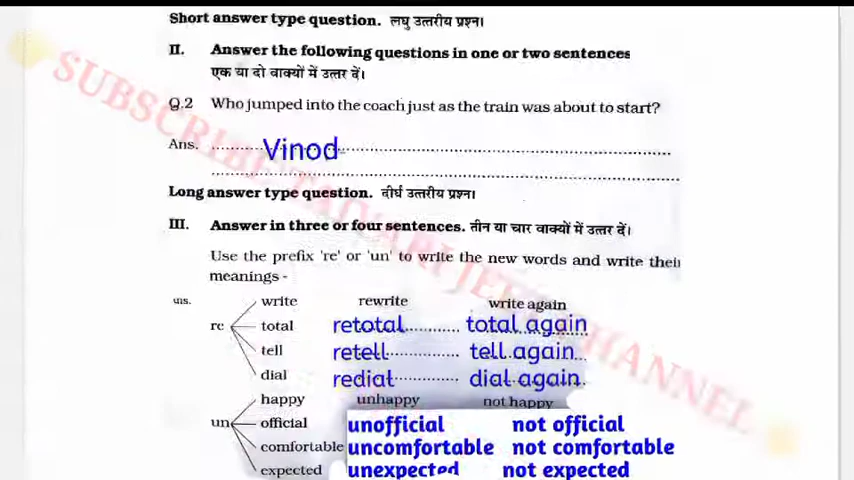 Short answer type question. लघु उत्तरीय प्रश्न।
II. Answer the following questions in one or two sentences
एक या दो वाक्यों में उत्तर दें।
Q.2 Who jumped into the coach just as the train was about to start?
Ans. Vinod
Long answer type question. दीर्घ उत्तरीय प्रश्न।
III. Answer in three or four sentences. तीन या चार वाक्यों में उत्तर दें।
Use the prefix 're' or 'un' to write the new words and write their
meanings -
write rewrite write again
re total retotal total again
tell retell tell again
dial redial dial again
happy unhappy not happy
un official unofficial not official
comfortable uncomfortable not comfortable
expected unexpected not expected